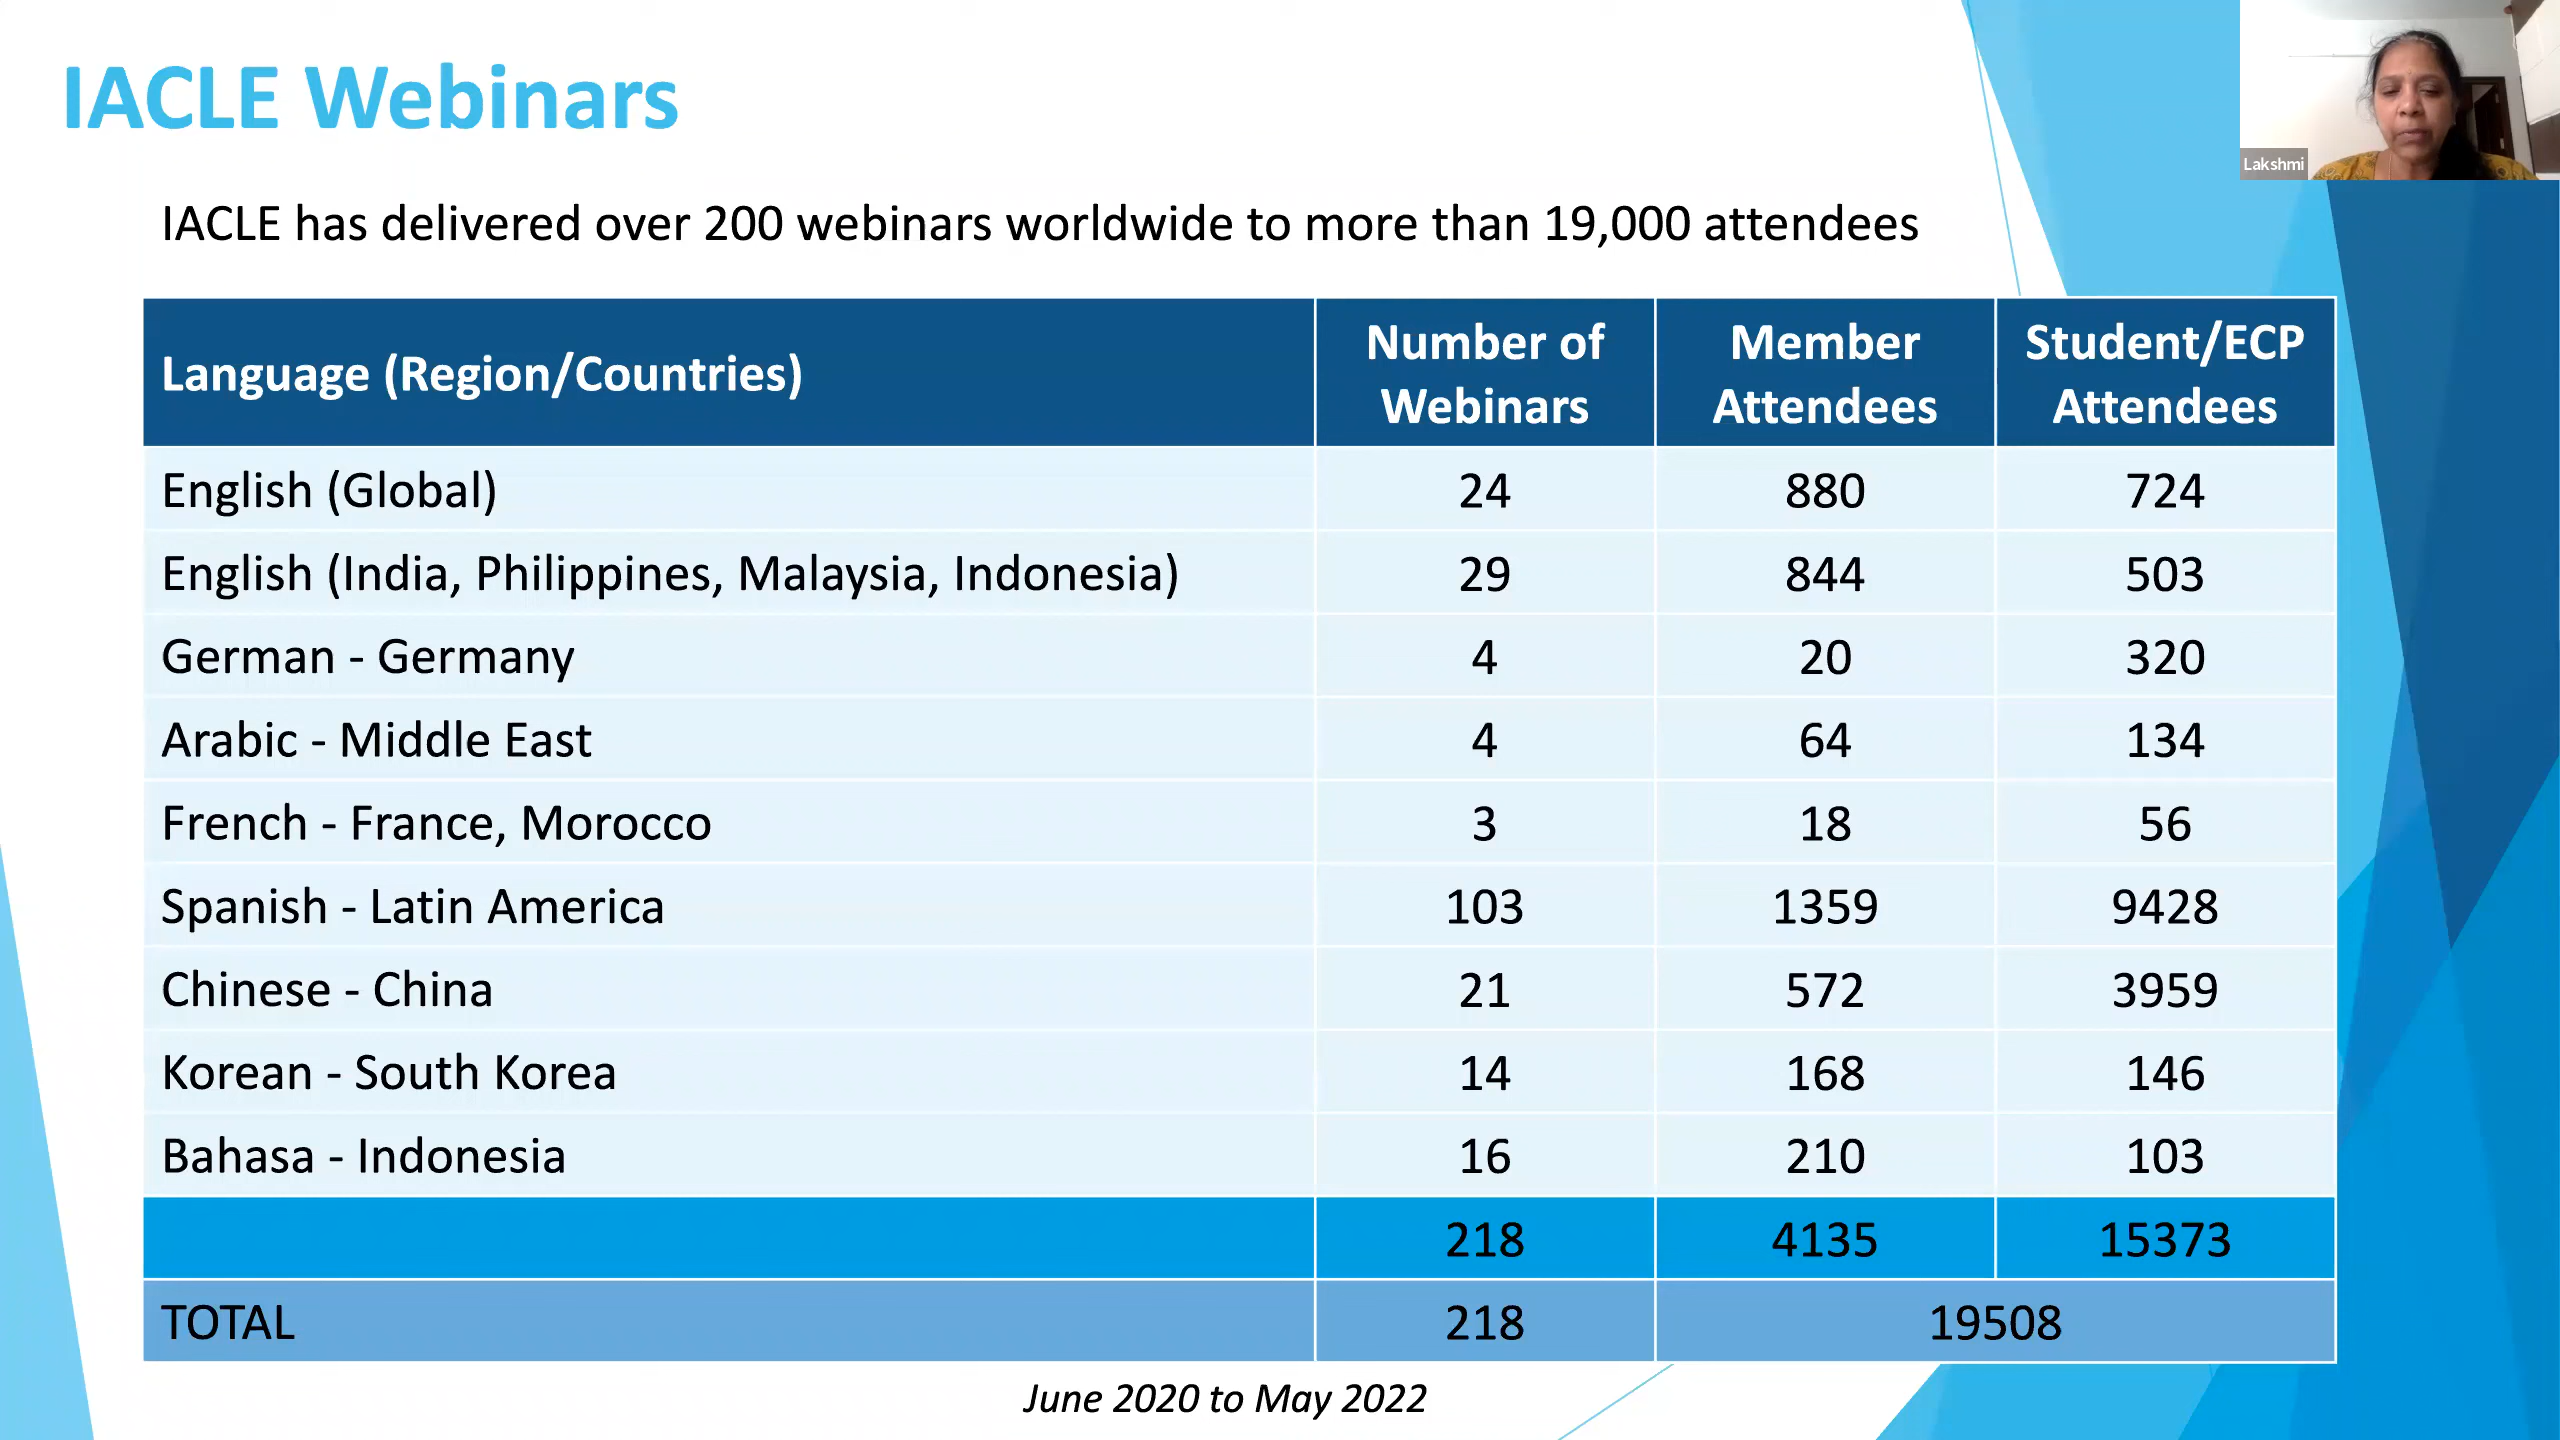 IACLE Webinars
Lakshmi
IACLE has delivered over 200 webinars worldwide to more than 19,000 attendees
Language (Region/Countries) Number of Webinars Member Attendees Student/ECP Attendees
English (Global) 24 880 724
English (India, Philippines, Malaysia, Indonesia) 29 844 503
German - Germany 4 20 320
Arabic - Middle East 4 64 134
French - France, Morocco 3 18 56
Spanish - Latin America 103 1359 9428
Chinese - China 21 572 3959
Korean - South Korea 14 168 146
Bahasa - Indonesia 16 210 103
218 4135 15373
TOTAL 218 19508
June 2020 to May 2022